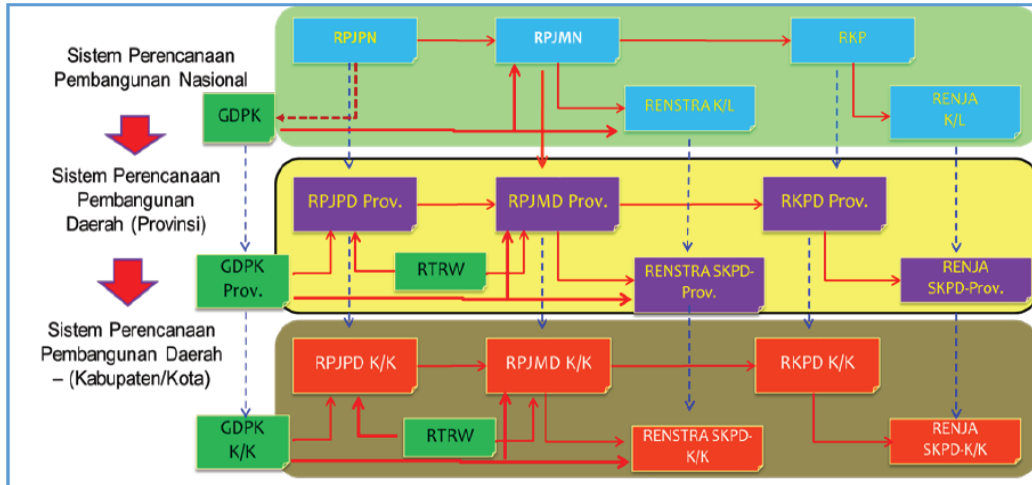 Sistem Perencanaan
Pembangunan Nasional
RPJPN
RPJMN
RKP
GDPK
RENSTRA K/L
RENJA
K/L
Sistem Perencanaan
Pembangunan
Daerah (Provinsi)
RPJPD Prov.
RPJMD Prov.
RKPD Prov.
GDPK
Prov.
RTRW
RENSTRA SKPD-
Prov.
RENJA
SKPD-Prov.
Sistem Perencanaan
Pembangunan Daerah
– (Kabupaten/Kota)
RPJPD K/K
RPJMD K/K
RKPD K/K
GDPK
K/K
RTRW
RENSTRA SKPD-
K/K
RENJA
SKPD-K/K